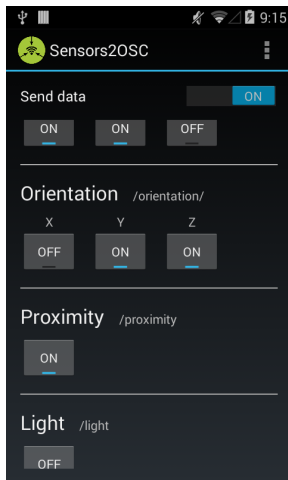 9:15
Sensors2OSC
Send data ON
ON ON OFF
Orientation /orientation/
X Y Z
OFF ON ON
Proximity /proximity
ON
Light /light
OFF